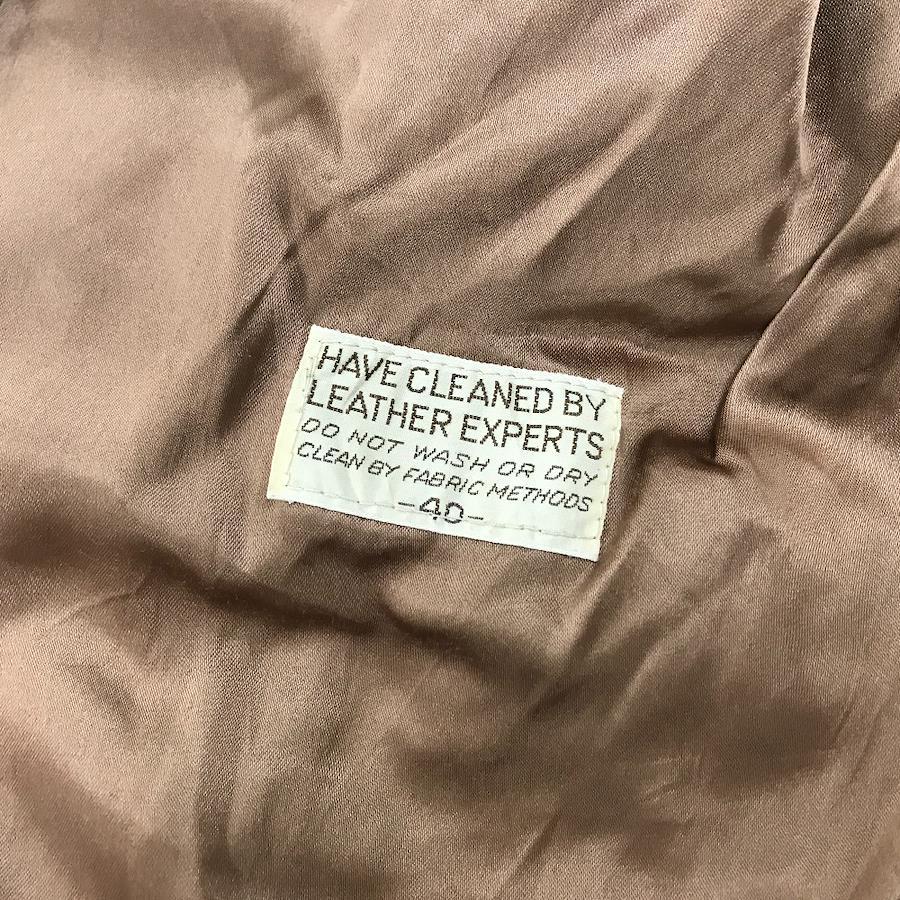 HAVE CLEANED BY
LEATHER EXPERTS
DO NOT WASH OR DRY
CLEAN BY FABRIC METHODS
-40-